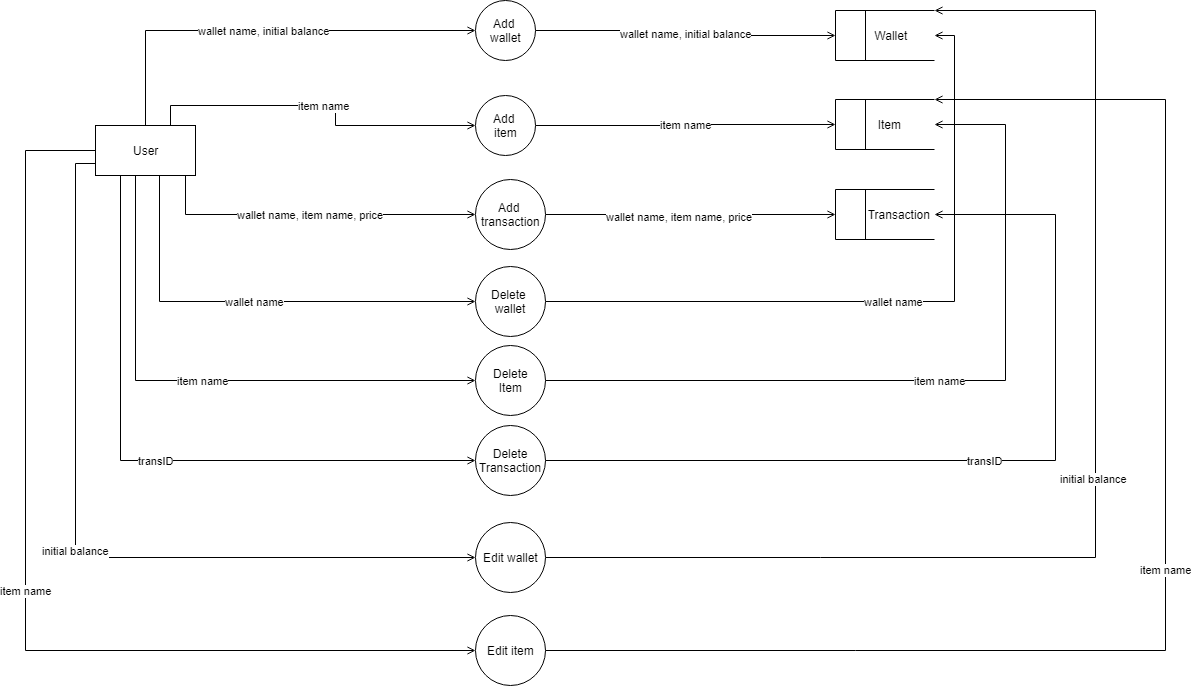 Add
wallet
wallet name, initial balance
wallet name, initial balance
Wallet
item name
Add
item
item name
Item
User
Add
transaction
wallet name, item name, price
wallet name, item name, price
Transaction
Delete
wallet
wallet name
wallet name
Delete
Item
item name
item name
Delete
Transaction
transID
transID
initial balance
initial balance
Edit wallet
item name
item name
Edit item